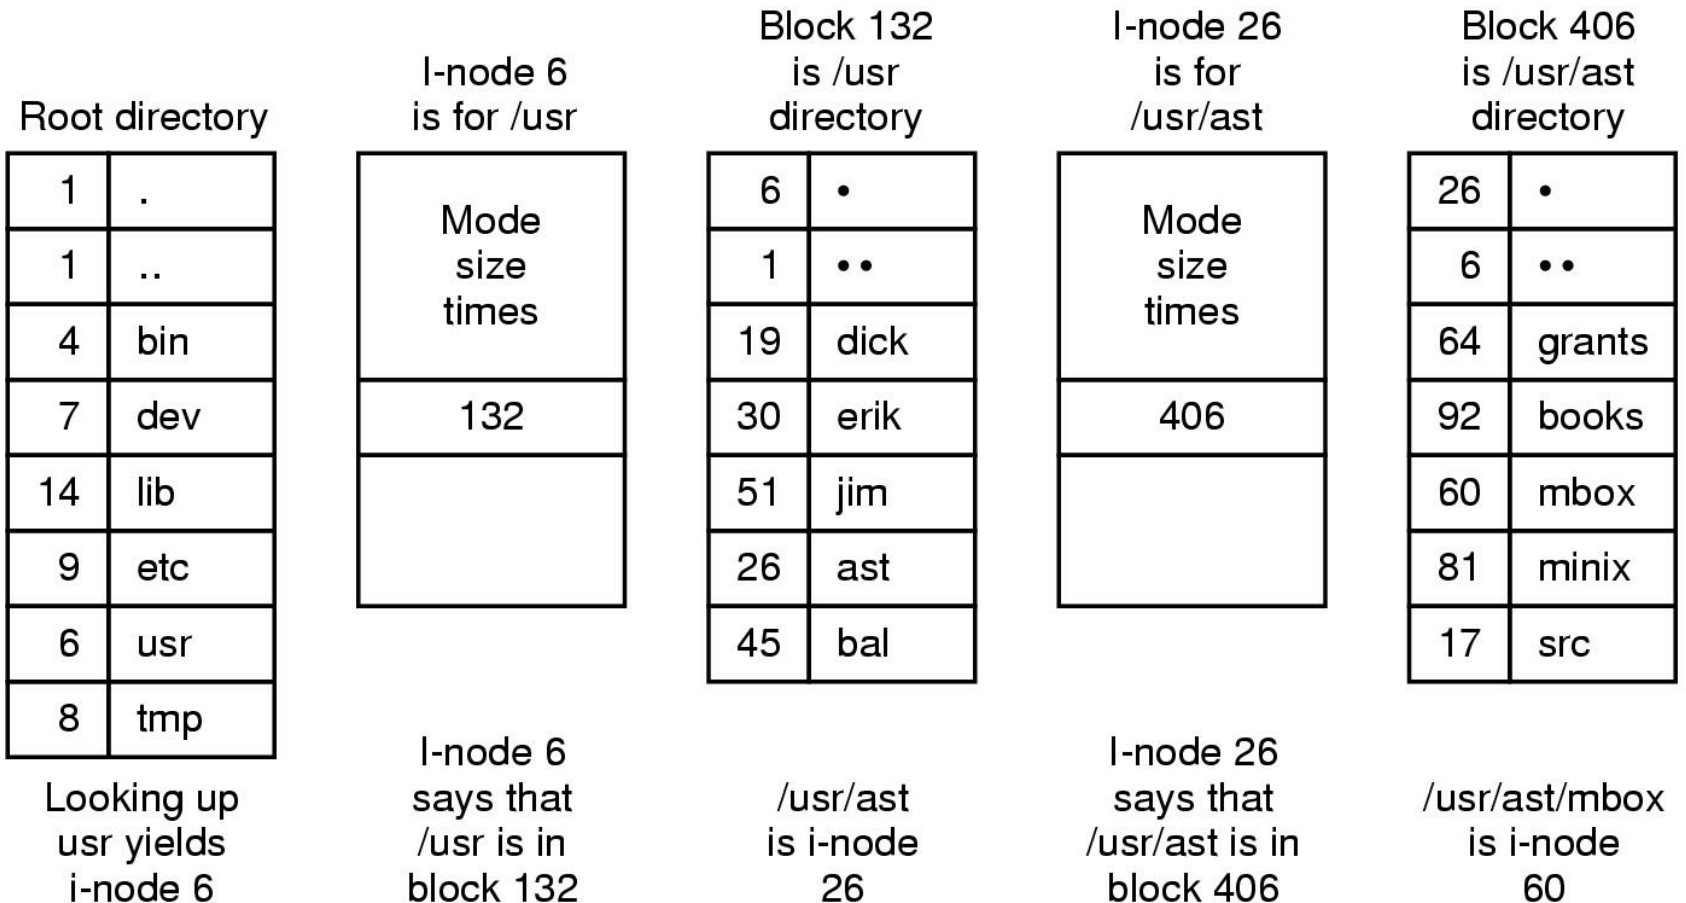 Root directory
1 .
1 ..
4 bin
7 dev
14 lib
9 etc
6 usr
8 tmp
Looking up
usr yields
i-node 6
I-node 6
is for /usr
Mode
size
times
132
I-node 6
says that
/usr is in
block 132
Block 132
is /usr
directory
6 •
1 ••
19 dick
30 erik
51 jim
26 ast
45 bal
/usr/ast
is i-node
26
I-node 26
is for
/usr/ast
Mode
size
times
406
I-node 26
says that
/usr/ast is in
block 406
Block 406
is /usr/ast
directory
26 •
6 ••
64 grants
92 books
60 mbox
81 minix
17 src
/usr/ast/mbox
is i-node
60